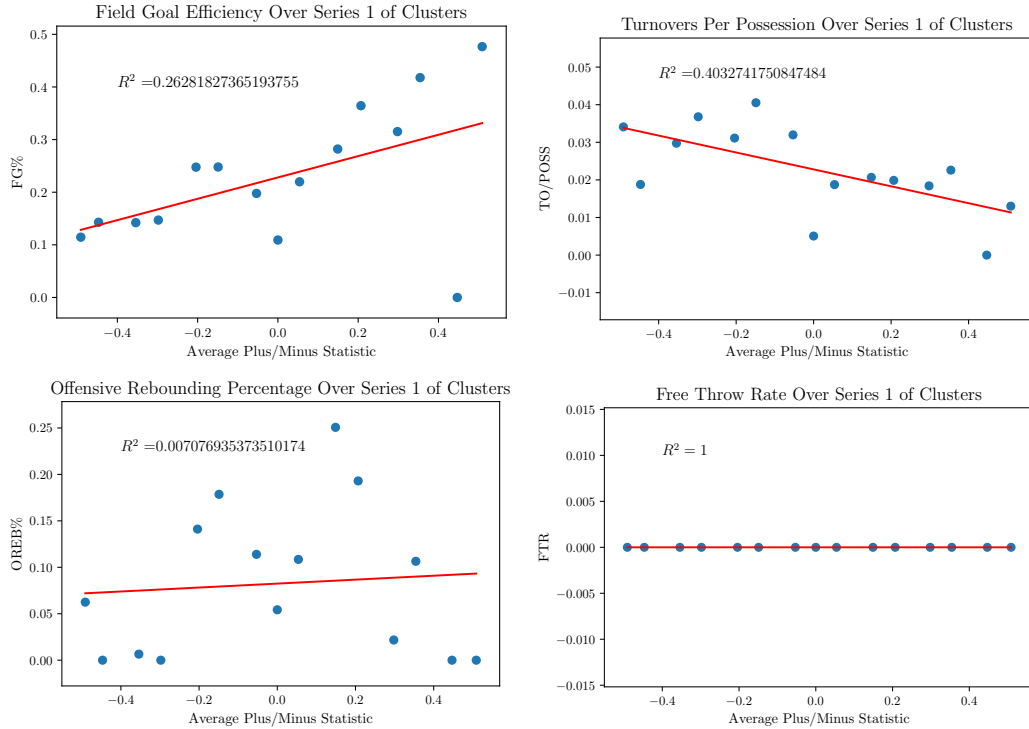 Field Goal Efficiency Over Series 1 of Clusters
R² =0.26281827365193755
FG%
0.5
0.4
0.3
0.2
0.1
0.0
−0.4 −0.2 0.0 0.2 0.4
Average Plus/Minus Statistic
Turnovers Per Possession Over Series 1 of Clusters
R² =0.4032741750847484
TO/POSS
0.05
0.04
0.03
0.02
0.01
0.00
−0.01
−0.4 −0.2 0.0 0.2 0.4
Average Plus/Minus Statistic
Offensive Rebounding Percentage Over Series 1 of Clusters
R² =0.007076935373510174
OREB%
0.25
0.20
0.15
0.10
0.05
0.00
−0.4 −0.2 0.0 0.2 0.4
Average Plus/Minus Statistic
Free Throw Rate Over Series 1 of Clusters
R² = 1
FTR
0.015
0.010
0.005
0.000
−0.005
−0.010
−0.015
−0.4 −0.2 0.0 0.2 0.4
Average Plus/Minus Statistic